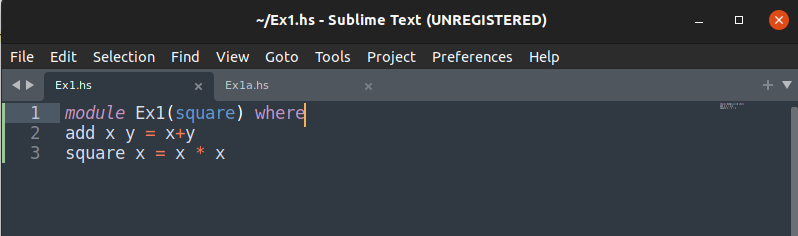 ~/Ex1.hs - Sublime Text (UNREGISTERED)
File Edit Selection Find View Goto Tools Project Preferences Help
Ex1.hs Ex1a.hs
1 module Ex1(square) where
2 add x y = x+y
3 square x = x * x